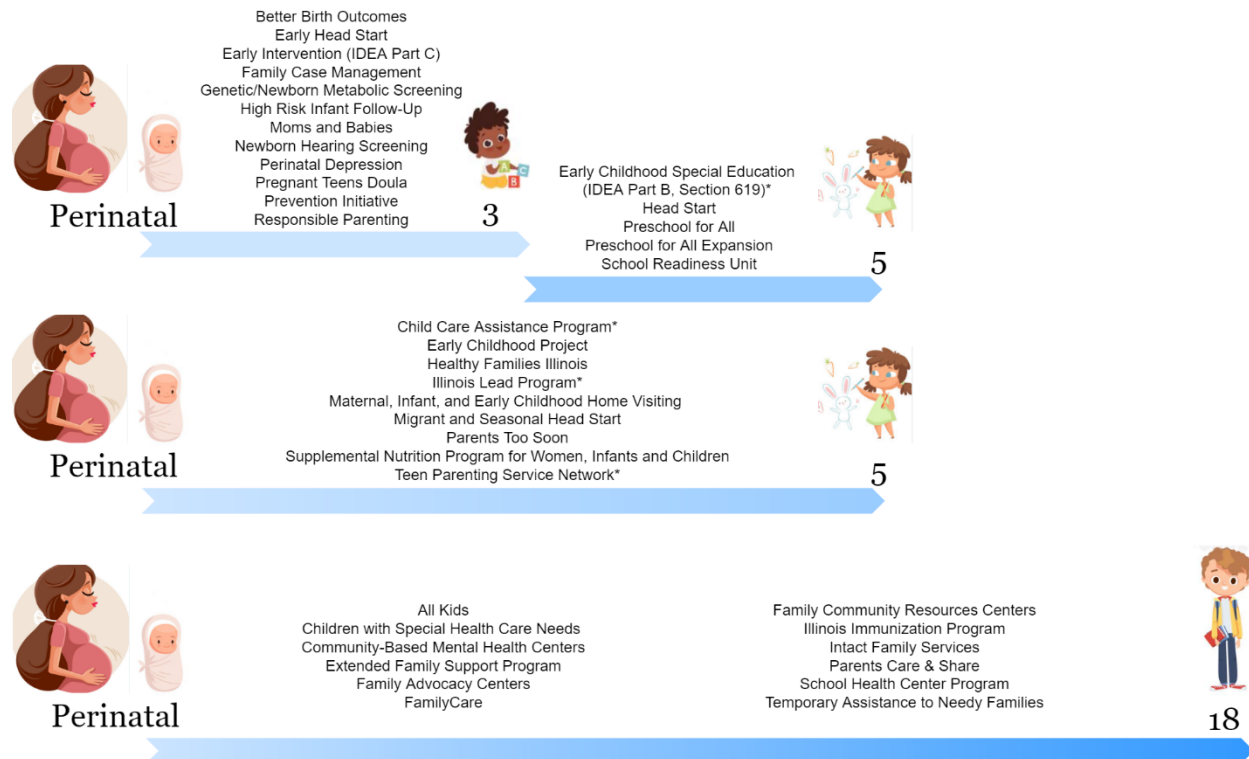 Better Birth Outcomes
Early Head Start
Early Intervention (IDEA Part C)
Family Case Management
Genetic/Newborn Metabolic Screening
High Risk Infant Follow-Up
Moms and Babies
Newborn Hearing Screening
Perinatal Depression
Pregnant Teens Doula
Prevention Initiative
Responsible Parenting
A
C
B
Perinatal
3
Early Childhood Special Education
(IDEA Part B, Section 619)*
Head Start
Preschool for All
Preschool for All Expansion
School Readiness Unit
5
Child Care Assistance Program*
Early Childhood Project
Healthy Families Illinois
Illinois Lead Program*
Maternal, Infant, and Early Childhood Home Visiting
Migrant and Seasonal Head Start
Parents Too Soon
Supplemental Nutrition Program for Women, Infants and Children
Teen Parenting Service Network*
Perinatal
5
All Kids
Children with Special Health Care Needs
Community-Based Mental Health Centers
Extended Family Support Program
Family Advocacy Centers
FamilyCare
Family Community Resources Centers
Illinois Immunization Program
Intact Family Services
Parents Care & Share
School Health Center Program
Temporary Assistance to Needy Families
Perinatal
18